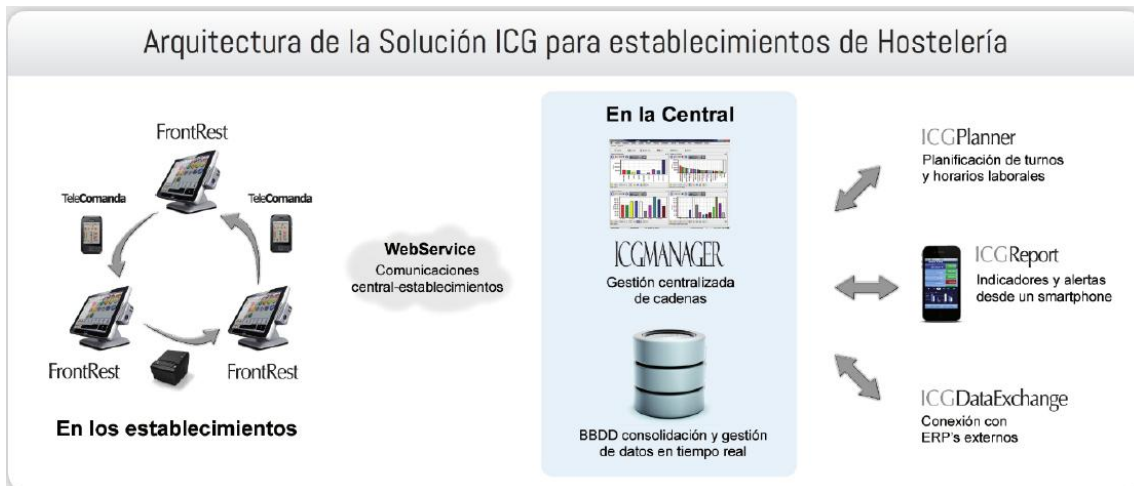 Arquitectura de la Solución ICG para establecimientos de Hostelería
FrontRest
TeleComanda
TeleComanda
FrontRest
FrontRest
En los establecimientos
WebService
Comunicaciones
central-establecimientos
En la Central
ICGMANAGER
Gestión centralizada
de cadenas
BBDD consolidación y gestión
de datos en tiempo real
ICGPlanner
Planificación de turnos
y horarios laborales
ICGReport
Indicadores y alertas
desde un smartphone
ICGDataExchange
Conexión con
ERP's externos